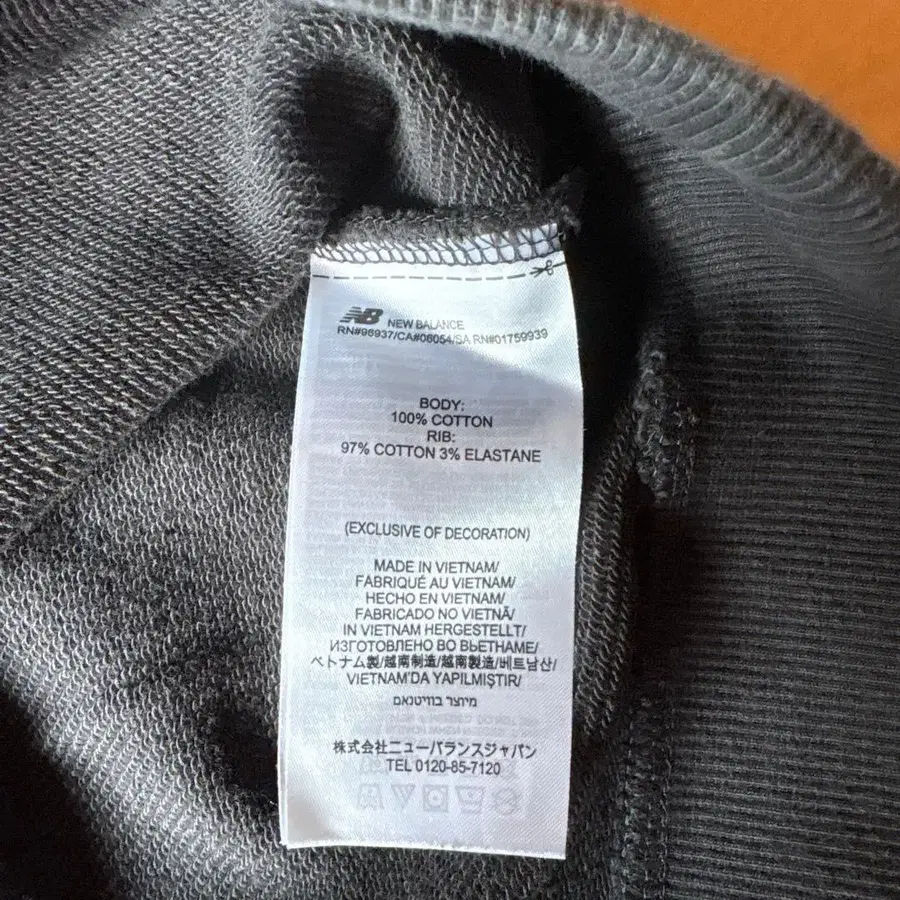 NB NEW BALANCE
RN#96937/CA#06054/SA RN#01759939
BODY:
100% COTTON
RIB:
97% COTTON 3% ELASTANE
(EXCLUSIVE OF DECORATION)
MADE IN VIETNAM/
FABRIQUÉ AU VIETNAM/
HECHO EN VIETNAM/
FABRICADO NO VIETNÃ/
IN VIETNAM HERGESTELLT/
ИЗГОТОВЛЕНО ВО ВЬЕТНАМЕ/
ベトナム製/越南制造/越南製造/베트남산/
VIETNAM'DA YAPILMIŞTIR/
מיוצר בוויטנאם
株式会社ニューバランスジャパン
TEL 0120-85-7120